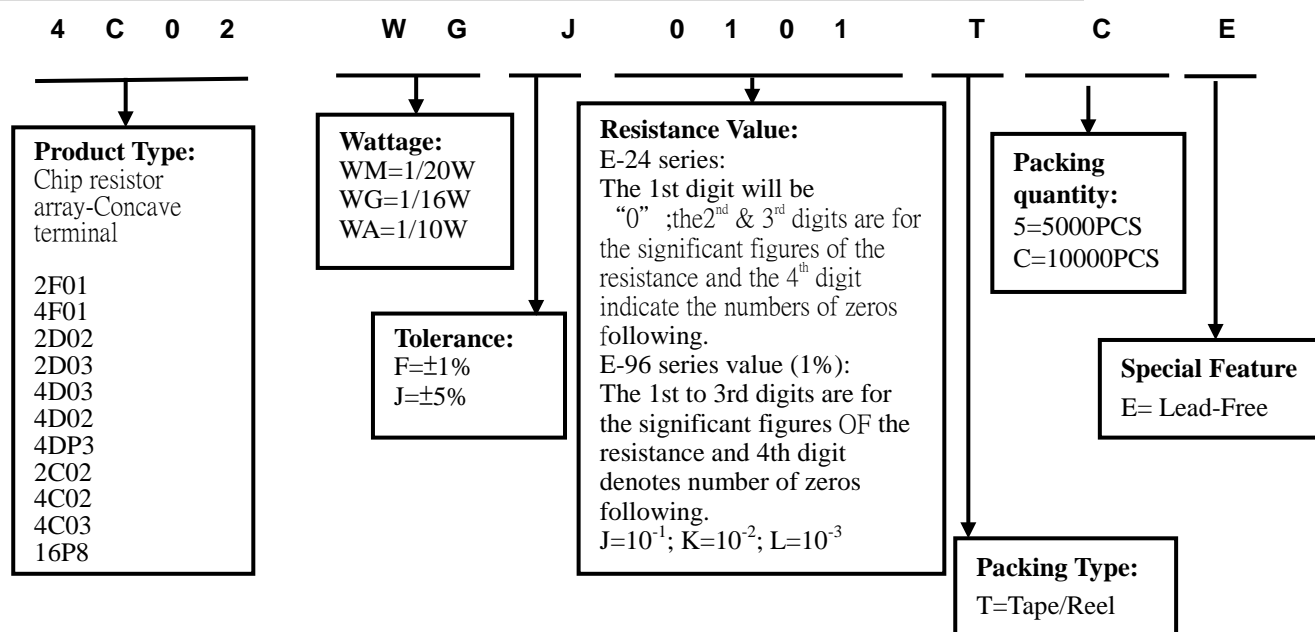 4 C 0 2 W G J 0 1 0 1 T C E
Product Type:
Chip resistor
array-Concave
terminal
2F01
4F01
2D02
2D03
4D03
4D02
4DP3
2C02
4C02
4C03
16P8
Wattage:
WM=1/20W
WG=1/16W
WA=1/10W
Tolerance:
F=±1%
J=±5%
Resistance Value:
E-24 series:
The 1st digit will be
“0” ;the2nd & 3rd digits are for
the significant figures of the
resistance and the 4th digit
indicate the numbers of zeros
following.
E-96 series value (1%):
The 1st to 3rd digits are for
the significant figures OF the
resistance and 4th digit
denotes number of zeros
following.
J=10-1; K=10-2; L=10-3
Packing
quantity:
5=5000PCS
C=10000PCS
Special Feature
E= Lead-Free
Packing Type:
T=Tape/Reel